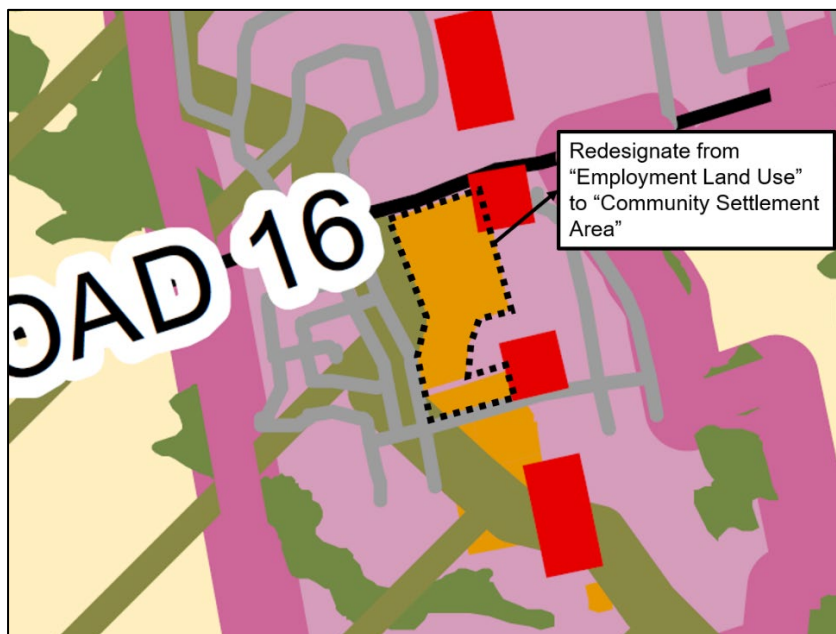 Redesignate from
“Employment Land Use”
to “Community Settlement
Area”
OAD 16